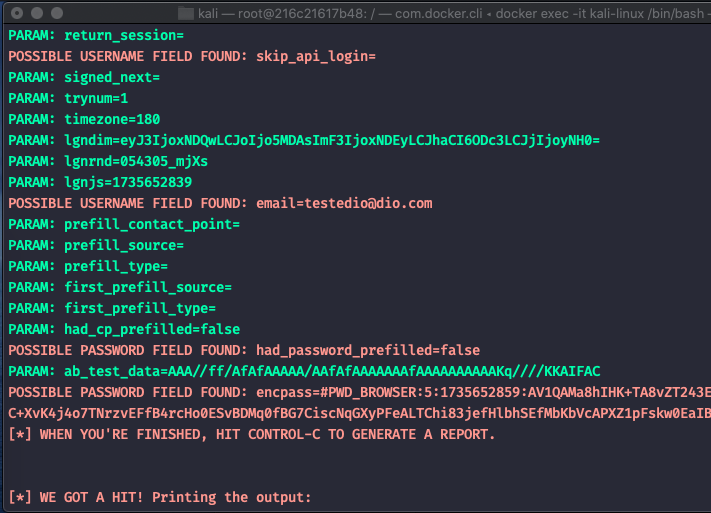 kali — root@216c21617b48: / — com.docker.cli • docker exec -it kali-linux /bin/bash
PARAM: return_session=
POSSIBLE USERNAME FIELD FOUND: skip_api_login=
PARAM: signed_next=
PARAM: trynum=1
PARAM: timezone=180
PARAM: lgndim=eyJ3IjoxNDQwLCJoIjo5MDAsImF3IjoxNDEyLCJhaCI6ODc3LCJjIjoyNH0=
PARAM: lgnrnd=054305_mjXs
PARAM: lgnjs=1735652839
POSSIBLE USERNAME FIELD FOUND: email=testedio@dio.com
PARAM: prefill_contact_point=
PARAM: prefill_source=
PARAM: prefill_type=
PARAM: first_prefill_source=
PARAM: first_prefill_type=
PARAM: had_cp_prefilled=false
POSSIBLE PASSWORD FIELD FOUND: had_password_prefilled=false
PARAM: ab_test_data=AAA//ff/AfAfAAAAA/AAfAfAAAAAAAfAAAAAAAAAAKq////KKAIFAC
POSSIBLE PASSWORD FIELD FOUND: encpass=#PWD_BROWSER:5:1735652859:AV1QAMa8hIHK+TA8vZT243E
C+XvK4j4o7TNrzvEFfB4rcHo0ESvBDMq0fBG7CiscNqGXyPFeALTChi83jefHlbhSEfMbKbVcAPXZ1pFskw0EaIB
[*] WHEN YOU'RE FINISHED, HIT CONTROL-C TO GENERATE A REPORT.
[*] WE GOT A HIT! Printing the output: